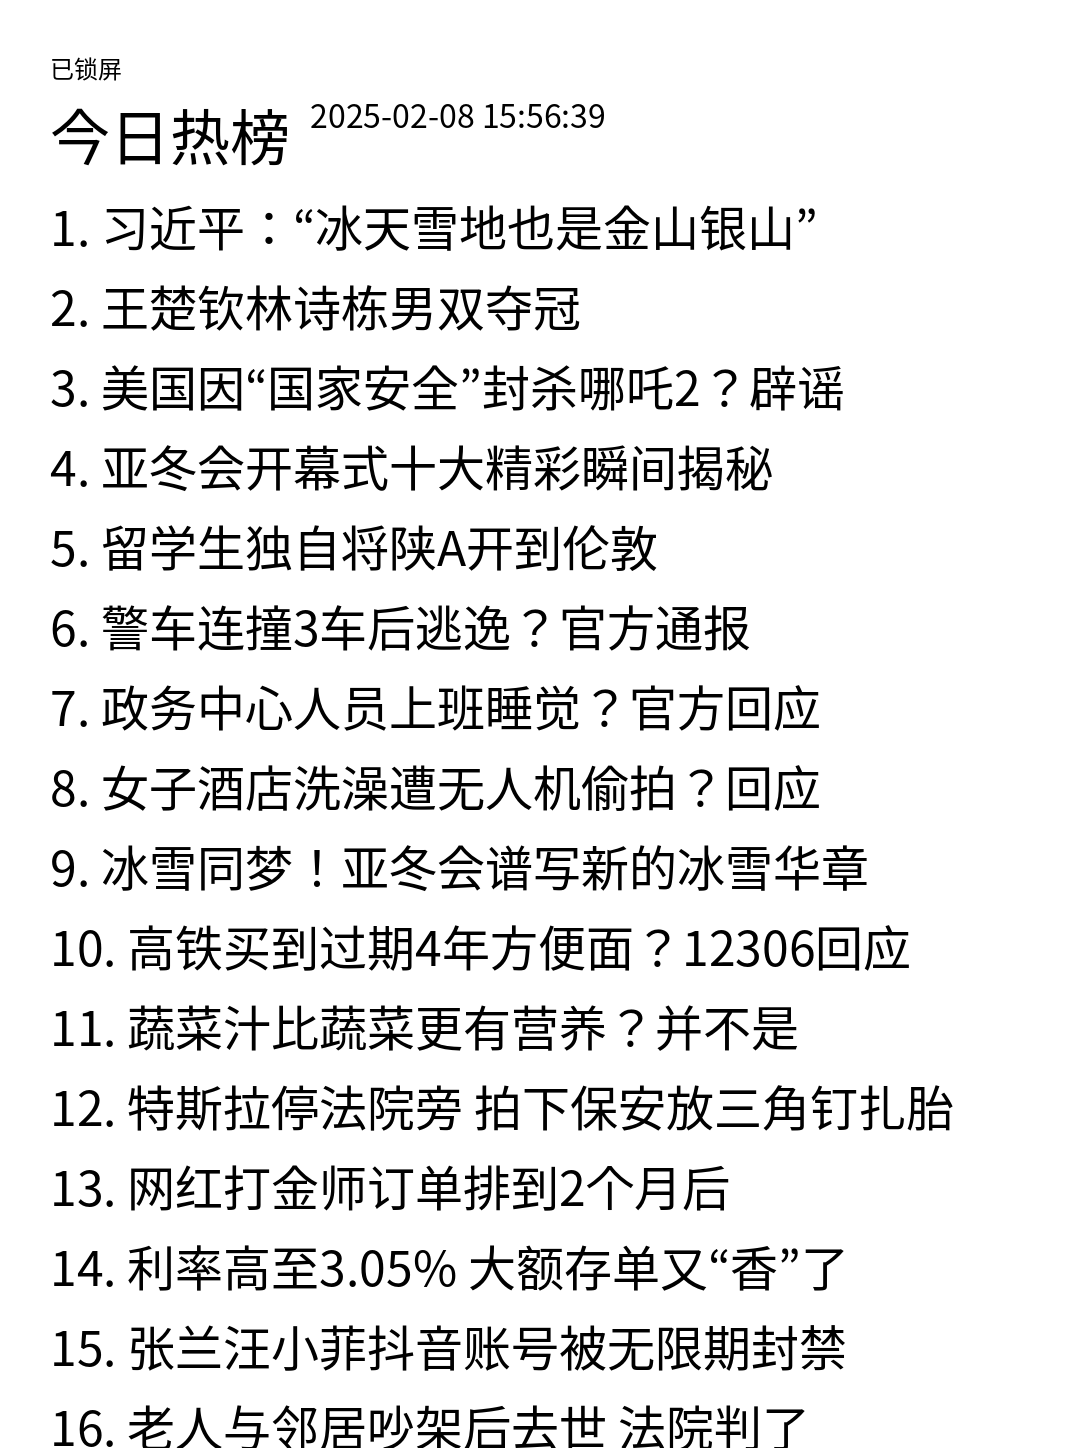 已锁屏
今日热榜 2025-02-08 15:56:39
1. 习近平：“冰天雪地也是金山银山”
2. 王楚钦林诗栋男双夺冠
3. 美国因“国家安全”封杀哪吒2？辟谣
4. 亚冬会开幕式十大精彩瞬间揭秘
5. 留学生独自将陕A开到伦敦
6. 警车连撞3车后逃逸？官方通报
7. 政务中心人员上班睡觉？官方回应
8. 女子酒店洗澡遭无人机偷拍？回应
9. 冰雪同梦！亚冬会谱写新的冰雪华章
10. 高铁买到过期4年方便面？12306回应
11. 蔬菜汁比蔬菜更有营养？并不是
12. 特斯拉停法院旁 拍下保安放三角钉扎胎
13. 网红打金师订单排到2个月后
14. 利率高至3.05% 大额存单又“香”了
15. 张兰汪小菲抖音账号被无限期封禁
16. 老人与邻居吵架后去世 法院判了